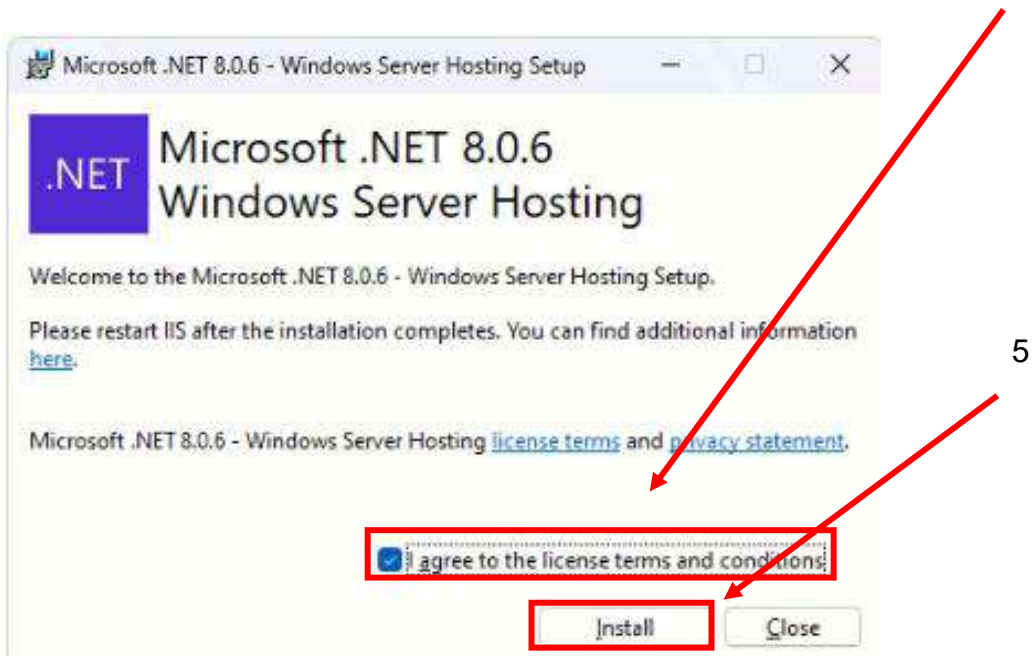 Microsoft .NET 8.0.6 - Windows Server Hosting Setup
.NET
Microsoft .NET 8.0.6
Windows Server Hosting
Welcome to the Microsoft .NET 8.0.6 - Windows Server Hosting Setup.
Please restart IIS after the installation completes. You can find additional information
here.
5
Microsoft .NET 8.0.6 - Windows Server Hosting license terms and privacy statement.
I agree to the license terms and conditions
Install
Close